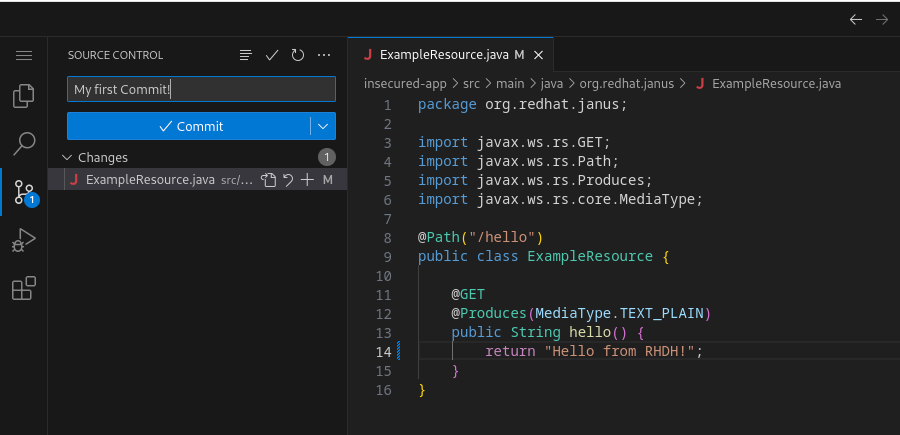 SOURCE CONTROL
My first Commit!
Commit
Changes 1
J ExampleResource.java src/... M
1
J ExampleResource.java M
insecured-app > src > main > java > org.redhat.janus > J ExampleResource.java
1 package org.redhat.janus;
2
3 import javax.ws.rs.GET;
4 import javax.ws.rs.Path;
5 import javax.ws.rs.Produces;
6 import javax.ws.rs.core.MediaType;
7
8 @Path("/hello")
9 public class ExampleResource {
10
11 @GET
12 @Produces(MediaType.TEXT_PLAIN)
13 public String hello() {
14 return "Hello from RHDH!";
15 }
16 }